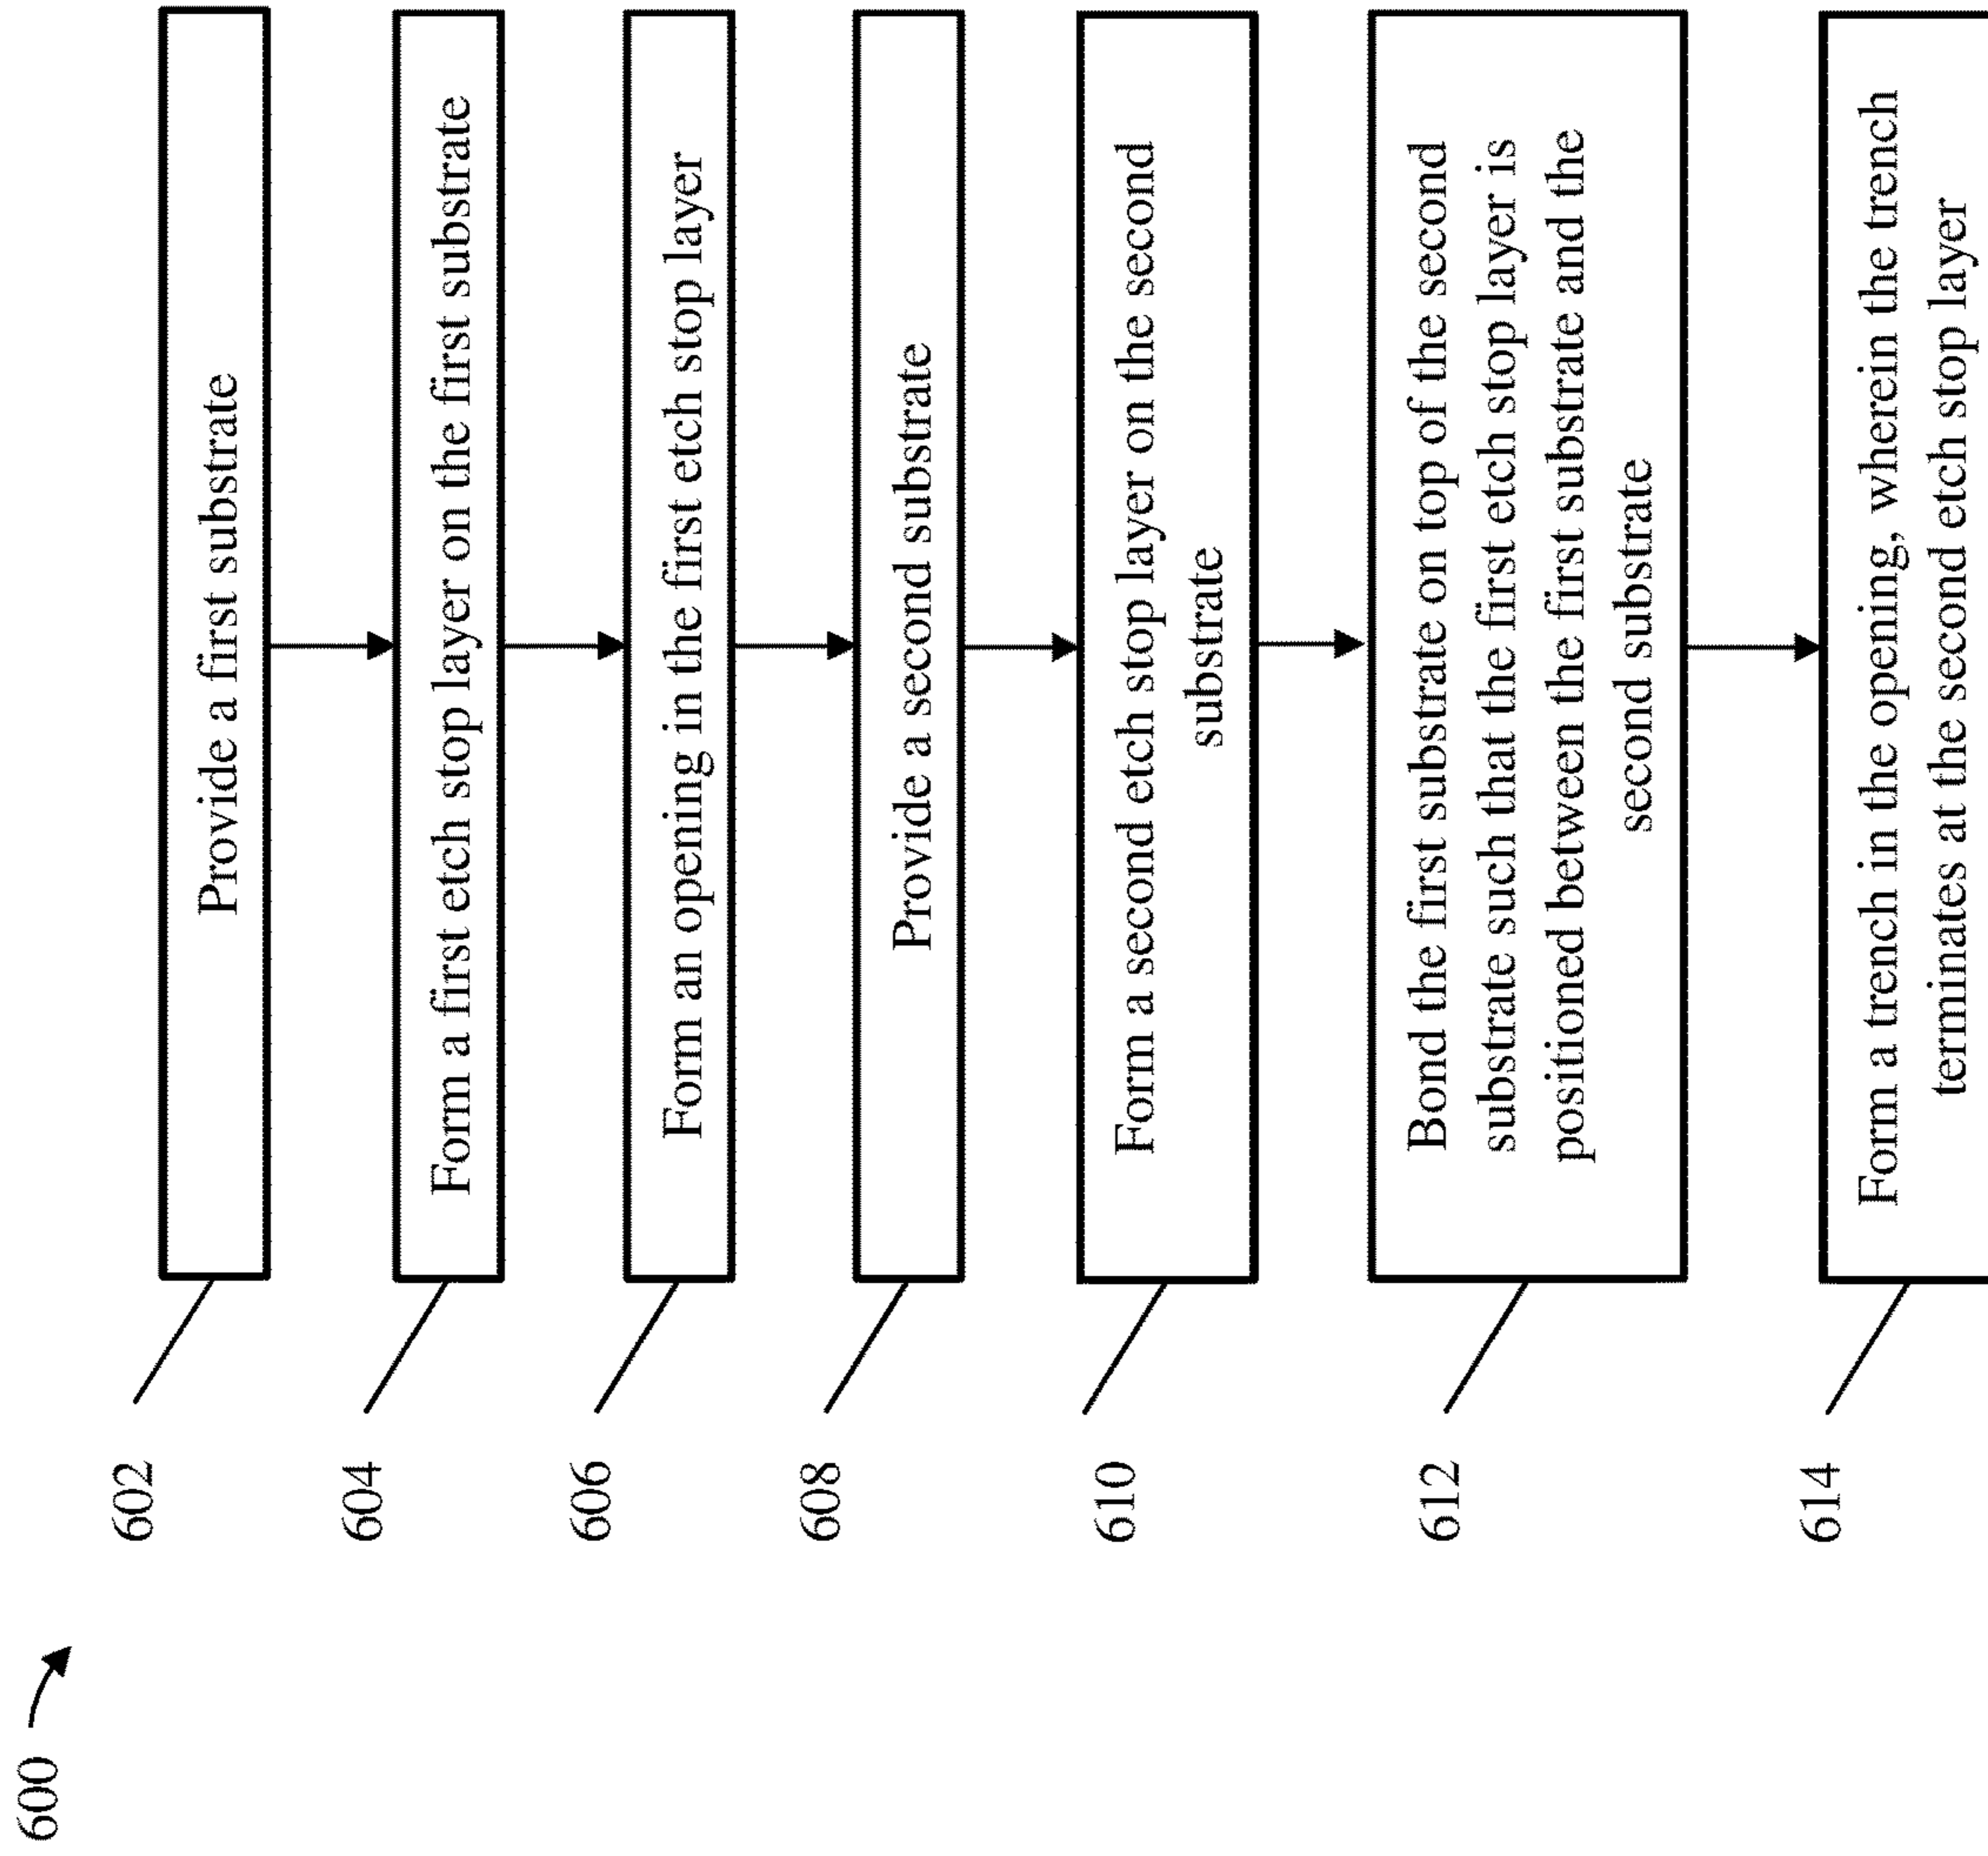 600
602
Provide a first substrate
604
Form a first etch stop layer on the first substrate
606
Form an opening in the first etch stop layer
608
Provide a second substrate
610
Form a second etch stop layer on the second
substrate
612
Bond the first substrate on top of the second
substrate such that the first etch stop layer is
positioned between the first substrate and the
second substrate
614
Form a trench in the opening, wherein the trench
terminates at the second etch stop layer